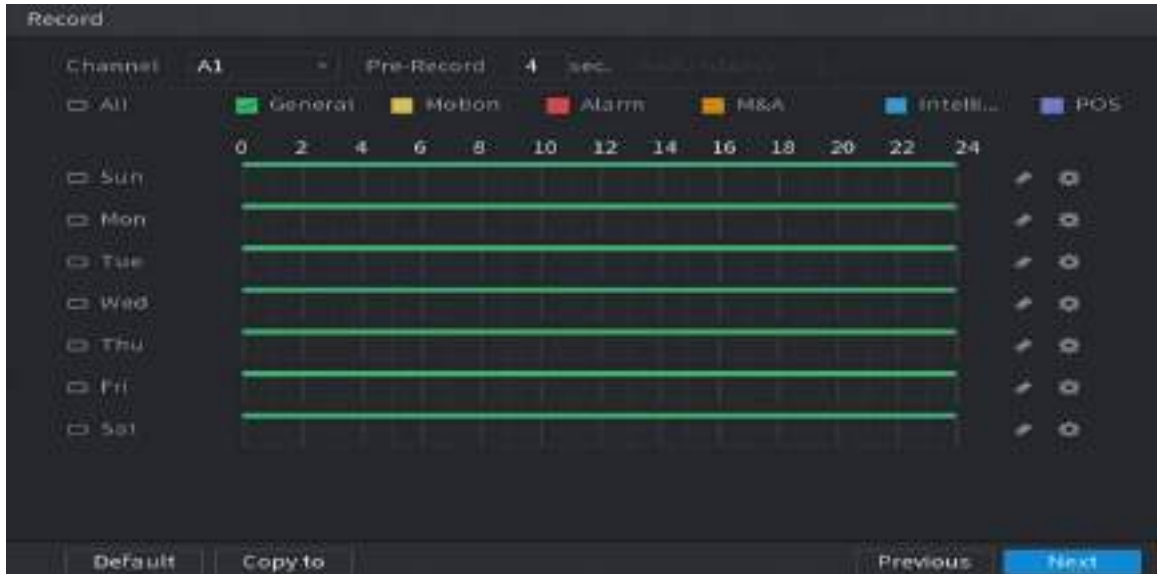 Record
Channel A1 Pre-Record 4 sec.
All General Motion Alarm M&A Intelli... POS
0 2 4 6 8 10 12 14 16 18 20 22 24
Sun
Mon
Tue
Wed
Thu
Fri
Sat
Default Copy to Previous Next